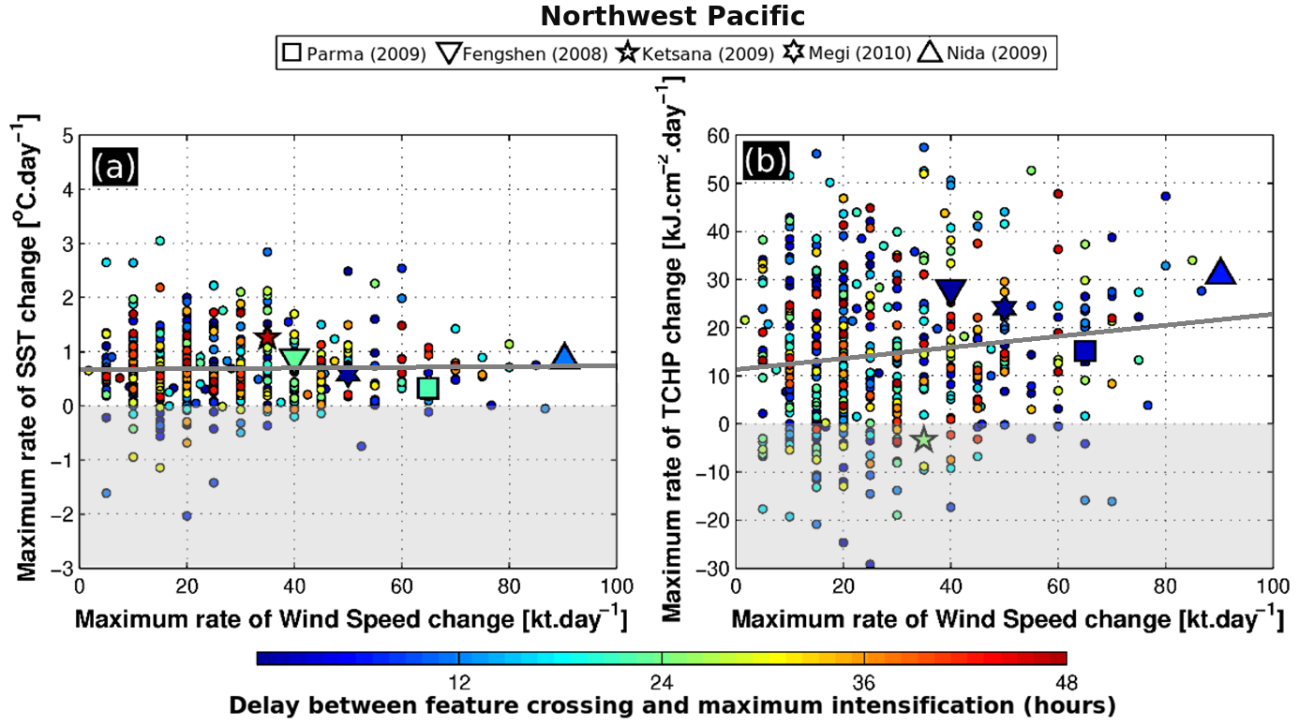 Northwest Pacific
Parma (2009) Fengshen (2008) Ketsana (2009) Megi (2010) Nida (2009)
(a)
Maximum rate of SST change [°C.day⁻¹]
5
4
3
2
1
0
−1
−2
−3
0 20 40 60 80 100
Maximum rate of Wind Speed change [kt.day⁻¹]
(b)
Maximum rate of TCHP change [kJ.cm⁻².day⁻¹]
60
50
40
30
20
10
0
−10
−20
−30
0 20 40 60 80 100
Maximum rate of Wind Speed change [kt.day⁻¹]
12 24 36 48
Delay between feature crossing and maximum intensification (hours)